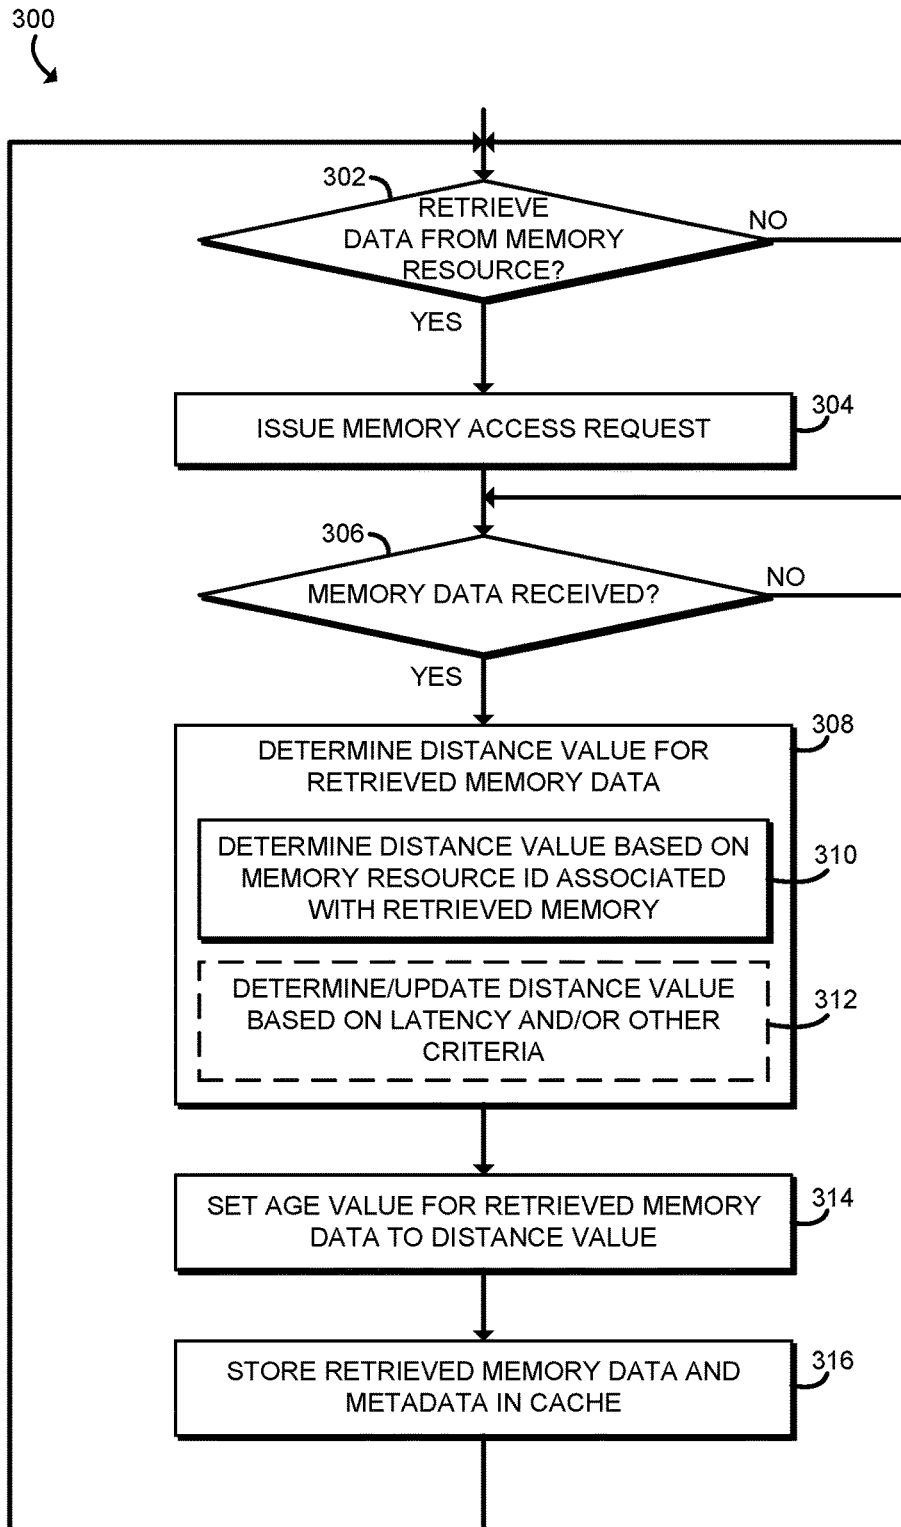 300
302
RETRIEVE
DATA FROM MEMORY
RESOURCE?
NO
YES
ISSUE MEMORY ACCESS REQUEST
304
306
MEMORY DATA RECEIVED?
NO
YES
308
DETERMINE DISTANCE VALUE FOR
RETRIEVED MEMORY DATA
DETERMINE DISTANCE VALUE BASED ON
MEMORY RESOURCE ID ASSOCIATED
WITH RETRIEVED MEMORY
310
DETERMINE/UPDATE DISTANCE VALUE
BASED ON LATENCY AND/OR OTHER
CRITERIA
312
SET AGE VALUE FOR RETRIEVED MEMORY
DATA TO DISTANCE VALUE
314
STORE RETRIEVED MEMORY DATA AND
METADATA IN CACHE
316